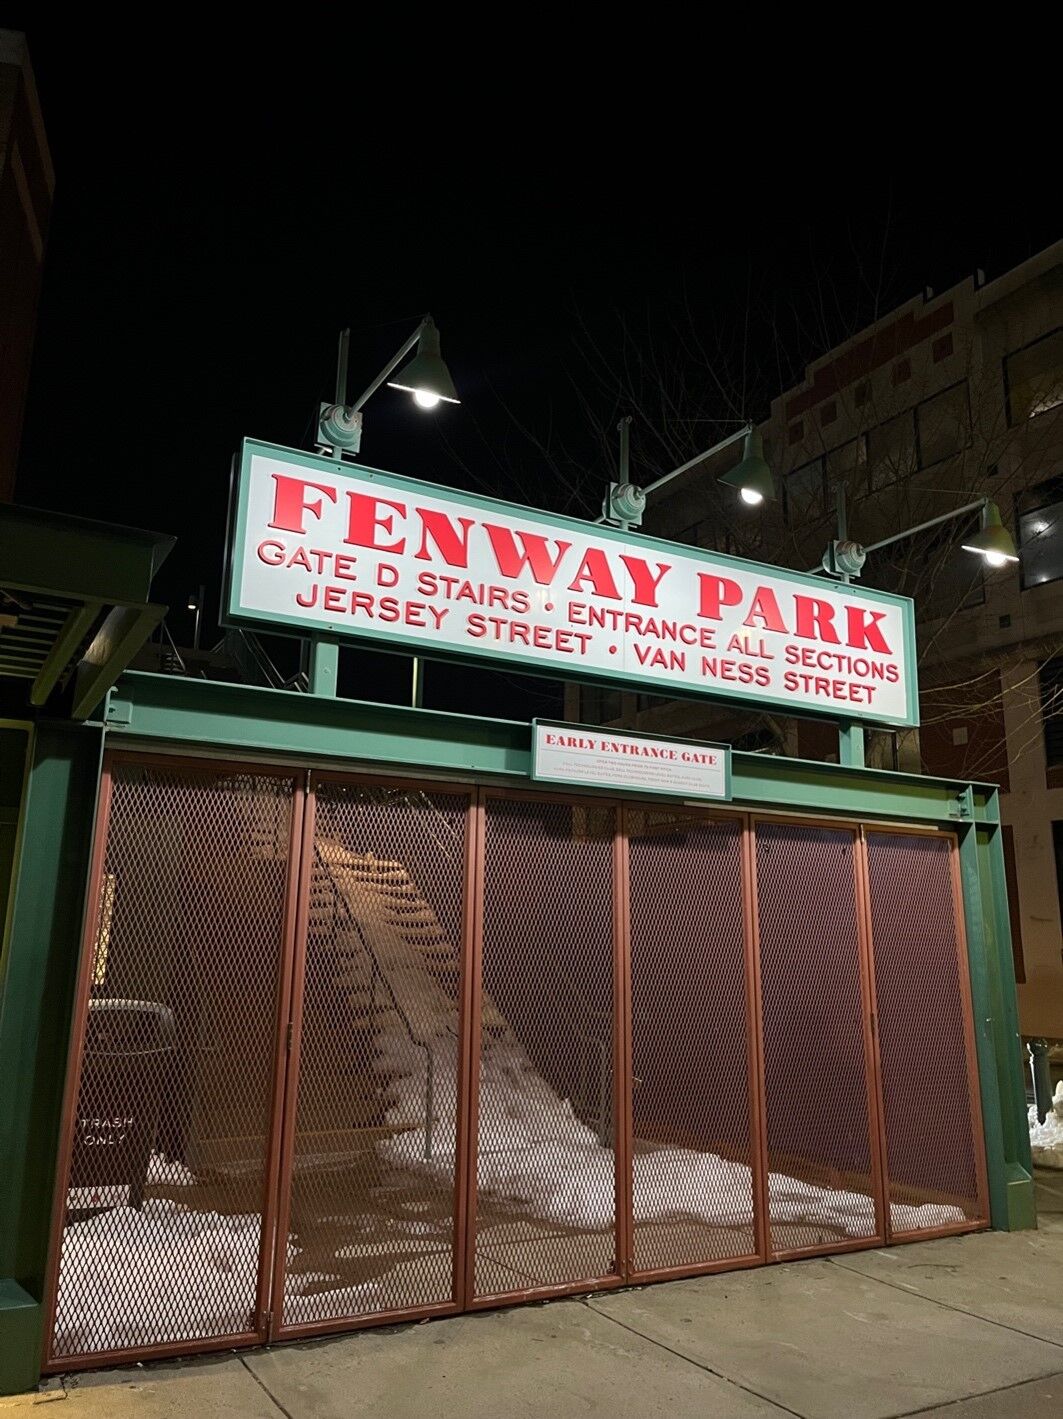 FENWAY PARK
GATE D STAIRS • ENTRANCE ALL SECTIONS
JERSEY STREET • VAN NESS STREET
EARLY ENTRANCE GATE
TRASH
ONLY